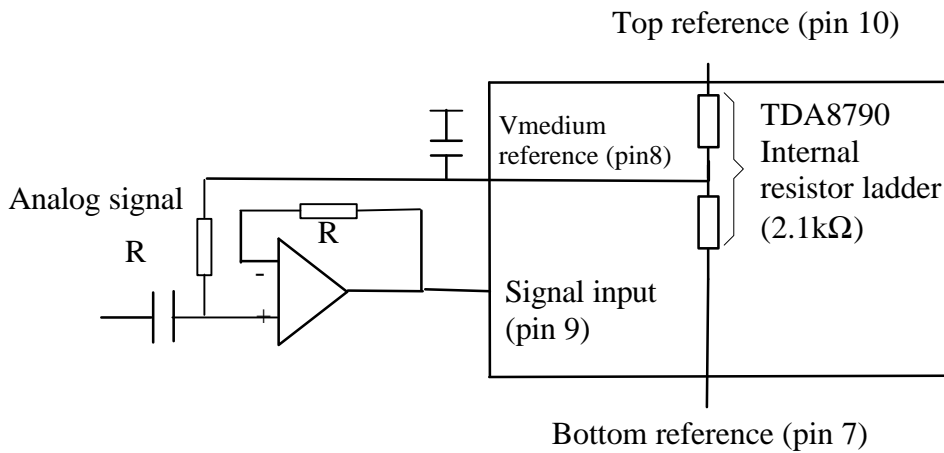 Top reference (pin 10)
Vmedium
reference (pin8)
TDA8790
Internal
resistor ladder
(2.1kΩ)
Analog signal
R
R
-
+
Signal input
(pin 9)
Bottom reference (pin 7)